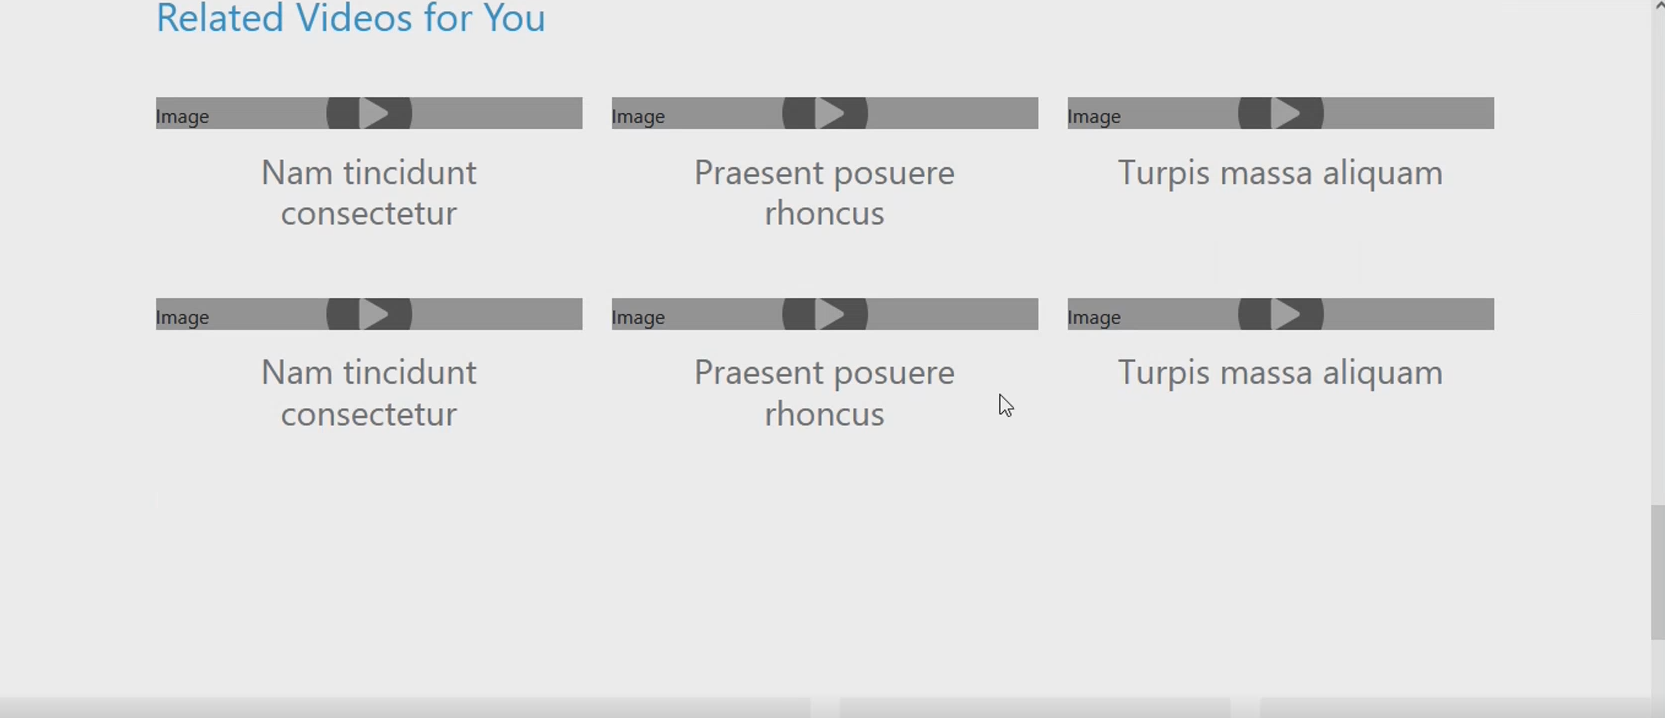 Related Videos for You
Image Image Image
Nam tincidunt Praesent posuere Turpis massa aliquam
consectetur rhoncus
Image Image Image
Nam tincidunt Praesent posuere Turpis massa aliquam
consectetur rhoncus